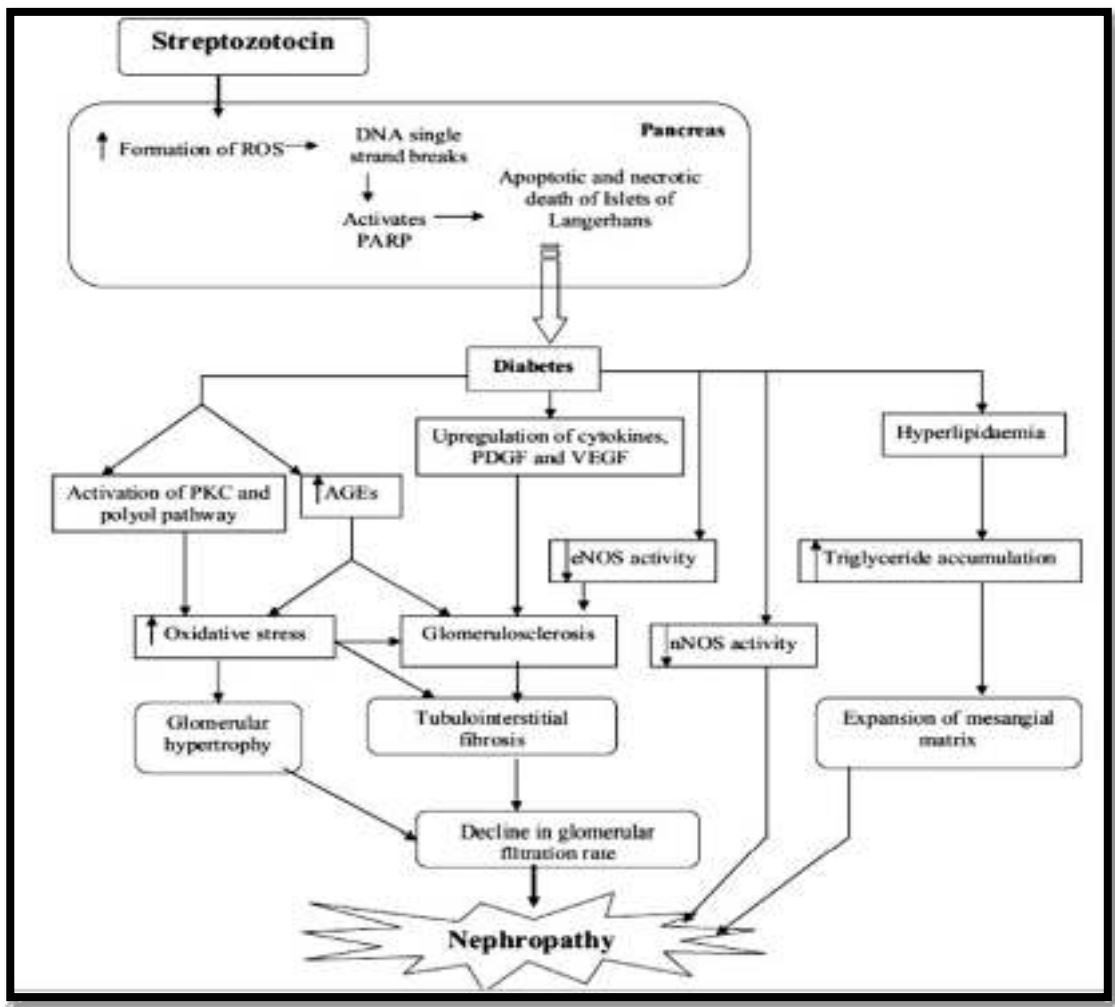 Streptozotocin
Pancreas
↑ Formation of ROS
DNA single
strand breaks
Activates
PARP
Apoptotic and necrotic
death of Islets of
Langerhans
Diabetes
Upregulation of cytokines,
PDGF and VEGF
Hyperlipidaemia
Activation of PKC and
polyol pathway
↑AGEs
↓eNOS activity
↑Triglyceride accumulation
↑Oxidative stress
Glomerulosclerosis
↓nNOS activity
Glomerular
hypertrophy
Tubulointerstitial
fibrosis
Expansion of mesangial
matrix
Decline in glomerular
filtration rate
Nephropathy